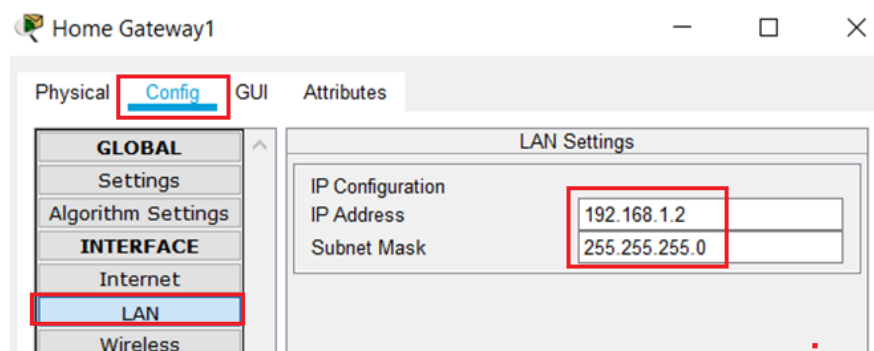 Home Gateway1
Physical Config GUI Attributes
GLOBAL
Settings
Algorithm Settings
INTERFACE
Internet
LAN
Wireless
LAN Settings
IP Configuration
IP Address 192.168.1.2
Subnet Mask 255.255.255.0